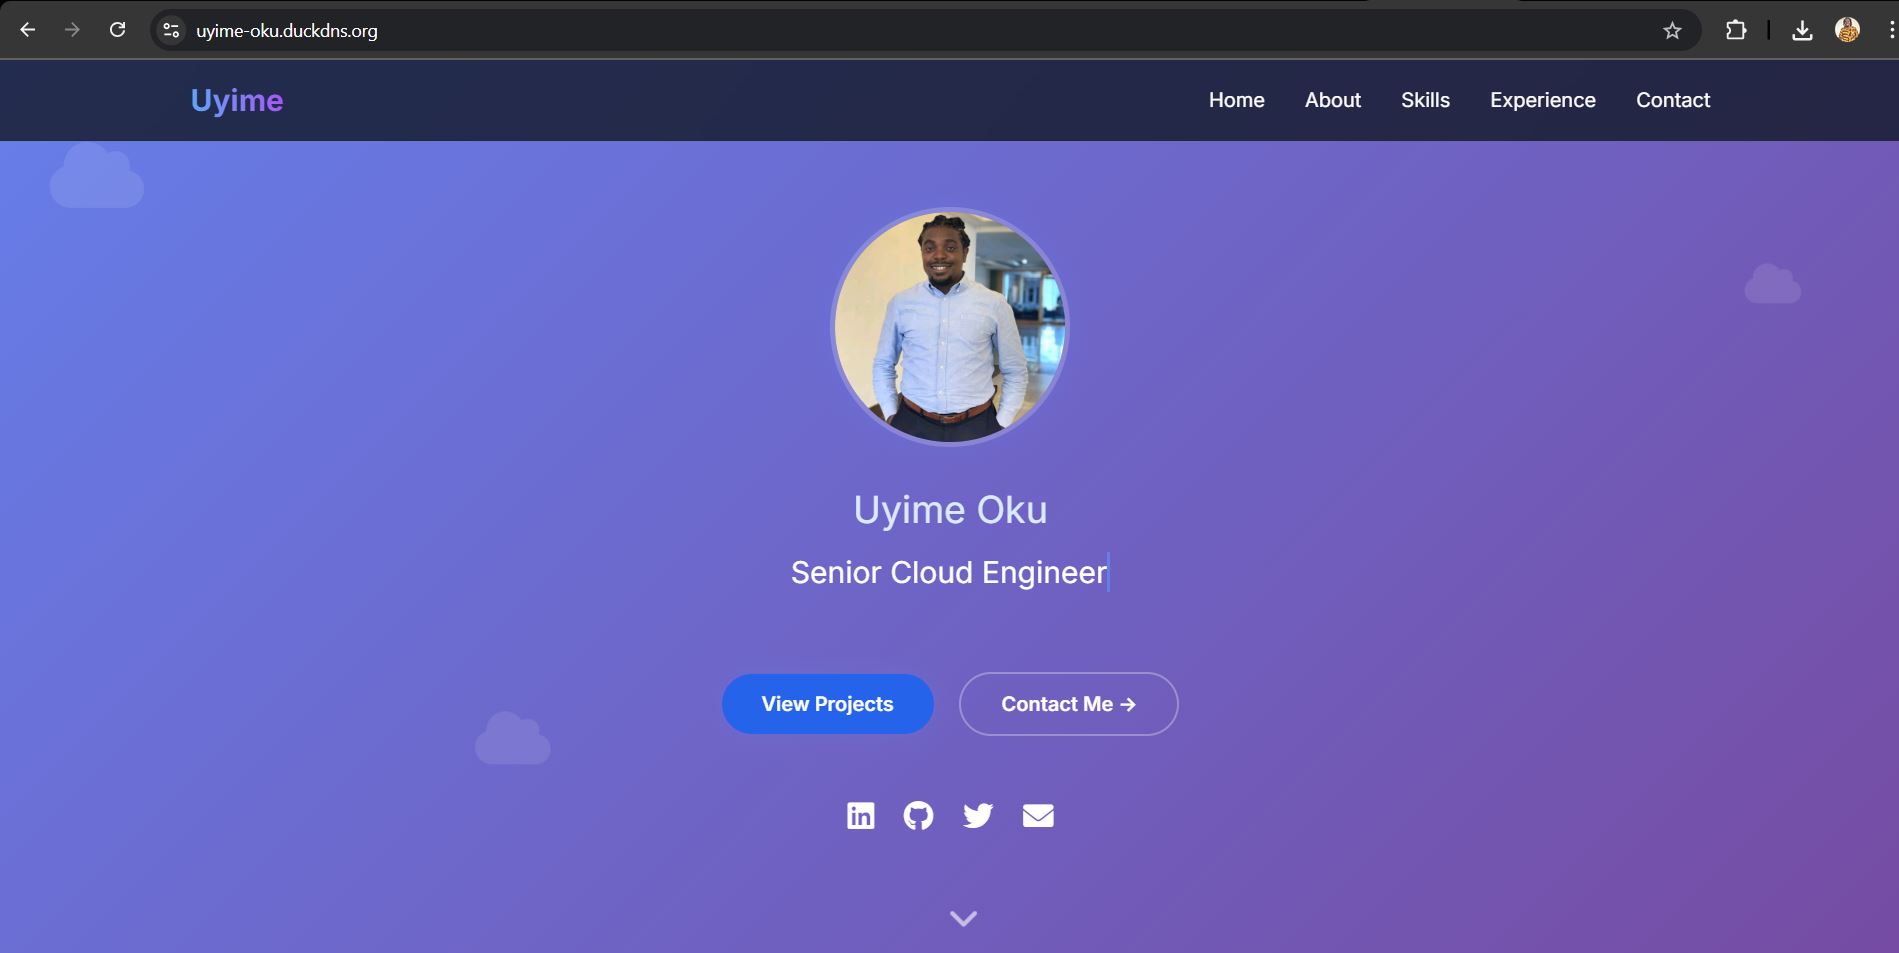 uyime-oku.duckdns.org
Uyime
Home About Skills Experience Contact
Uyime Oku
Senior Cloud Engineer
View Projects Contact Me →
in